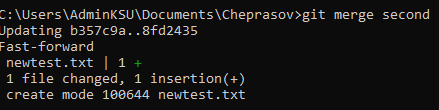 C:\Users\AdminKSU\Documents\Cheprasov>git merge second
Updating b357c9a..8fd2435
Fast-forward
 newtest.txt | 1 +
 1 file changed, 1 insertion(+)
 create mode 100644 newtest.txt